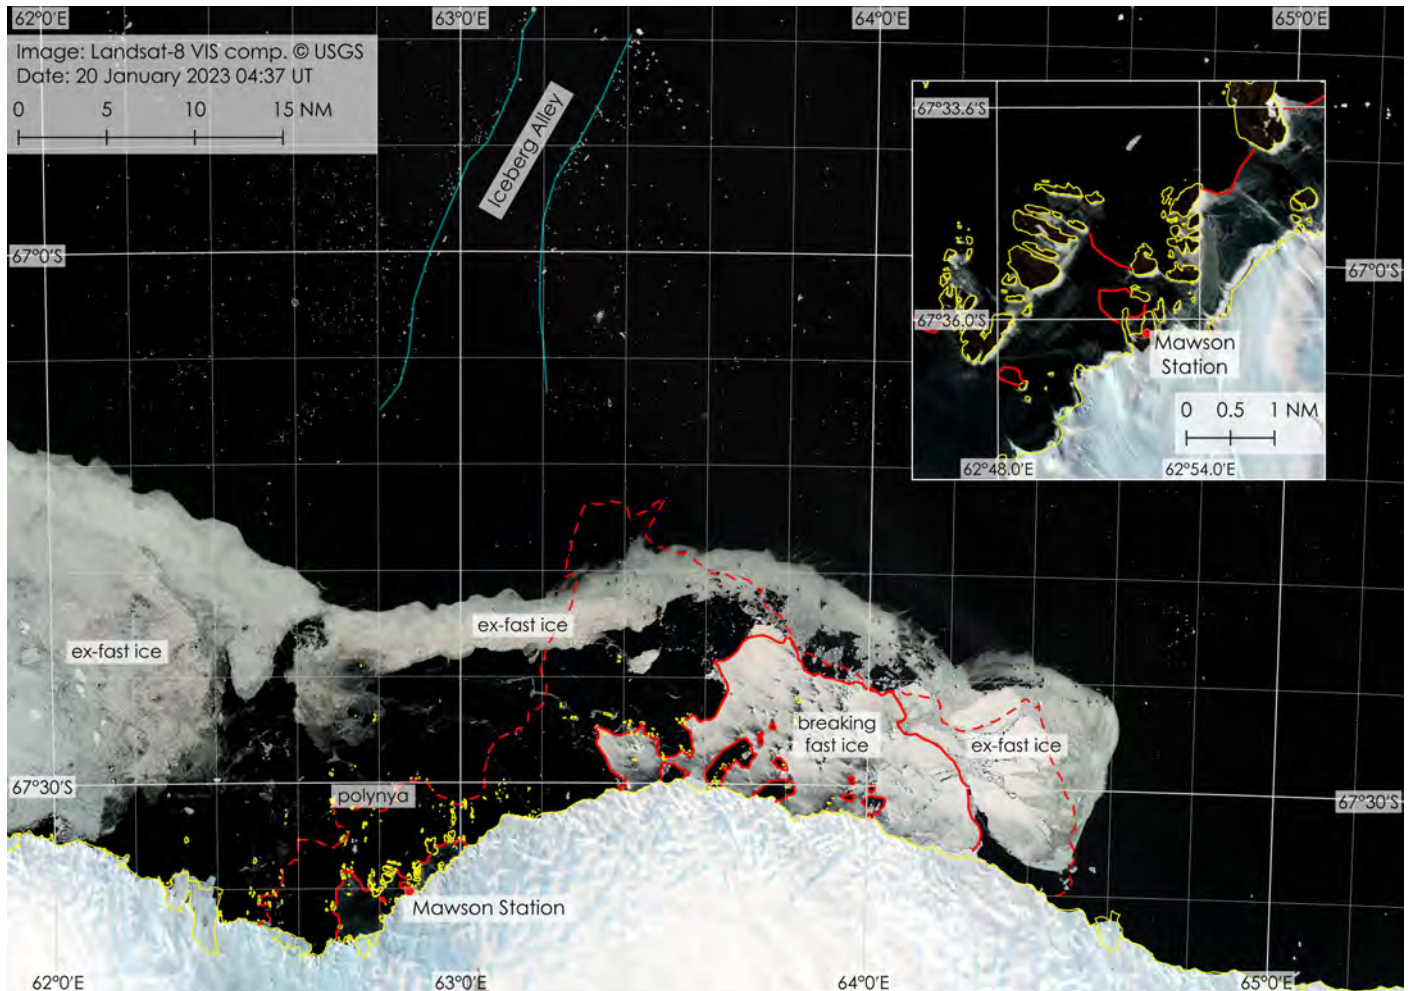 62°0'E
63°0'E
64°0'E
65°0'E
Image: Landsat-8 VIS comp. © USGS
Date: 20 January 2023 04:37 UT
0 5 10 15 NM
Iceberg Alley
67°33.6'S
67°36.0'S
Mawson
Station
0 0.5 1 NM
62°48.0'E
62°54.0'E
67°0'S
67°0'S
ex-fast ice
ex-fast ice
breaking
fast ice
ex-fast ice
67°30'S
polynya
67°30'S
Mawson Station
62°0'E
63°0'E
64°0'E
65°0'E